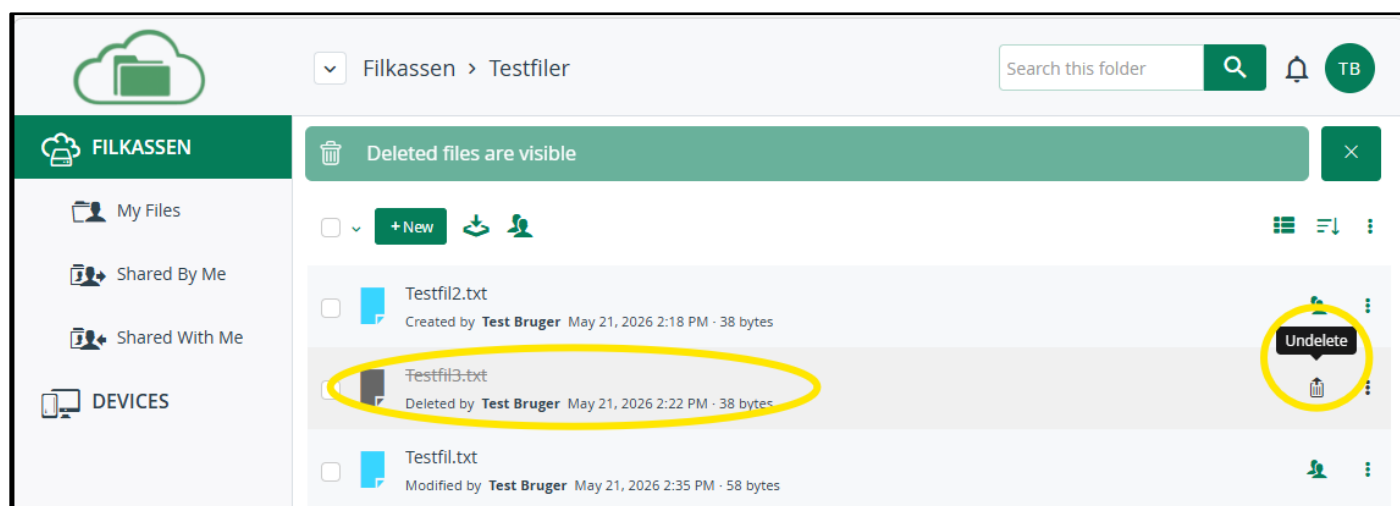 Filkassen > Testfiler
Search this folder
TB
FILKASSEN
Deleted files are visible
My Files
+ New
Shared By Me
Testfil2.txt
Created by Test Bruger May 21, 2026 2:18 PM · 38 bytes
Shared With Me
Undelete
Testfil3.txt
Deleted by Test Bruger May 21, 2026 2:22 PM · 38 bytes
DEVICES
Testfil.txt
Modified by Test Bruger May 21, 2026 2:35 PM · 58 bytes